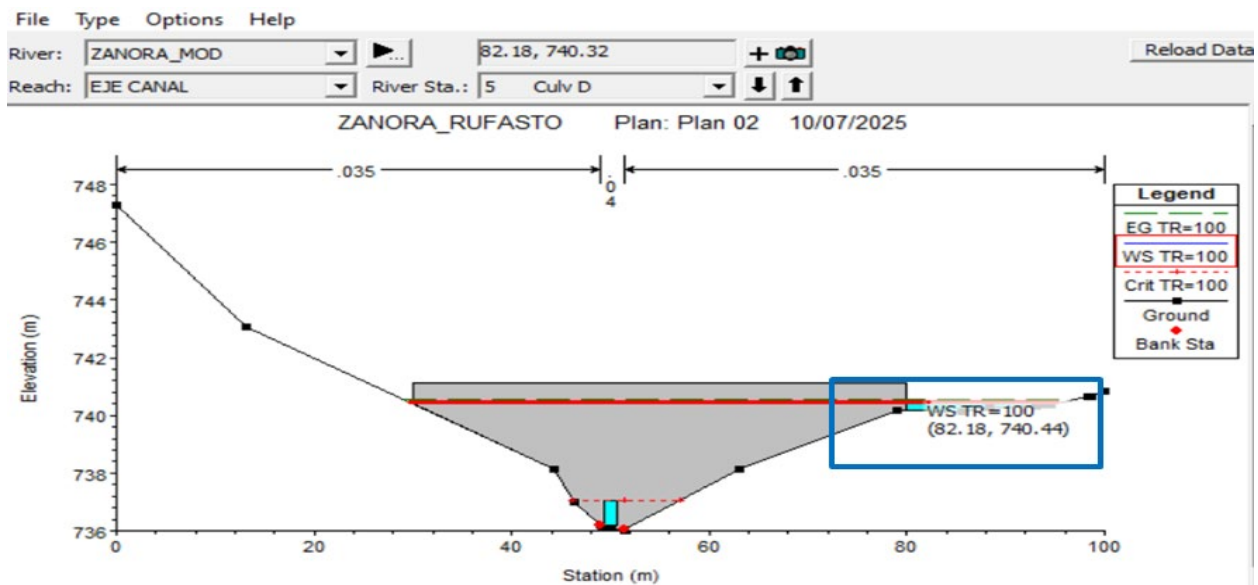 File Type Options Help
River: ZANORA_MOD ... 82.18, 740.32 + Reload Data
Reach: EJE CANAL River Sta.: 5 Culv D
ZANORA_RUFASTO Plan: Plan 02 10/07/2025
.035 .04 .035
Legend
EG TR=100
WS TR=100
Crit TR=100
Ground
Bank Sta
748
746
744
742
740
738
736
Elevation (m)
WS TR=100
(82.18, 740.44)
0 20 40 60 80 100
Station (m)